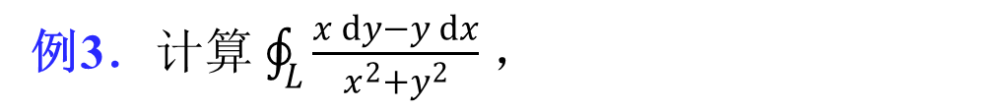 例3. 计算 ∮_L (x dy−y dx)/(x²+y²) ,